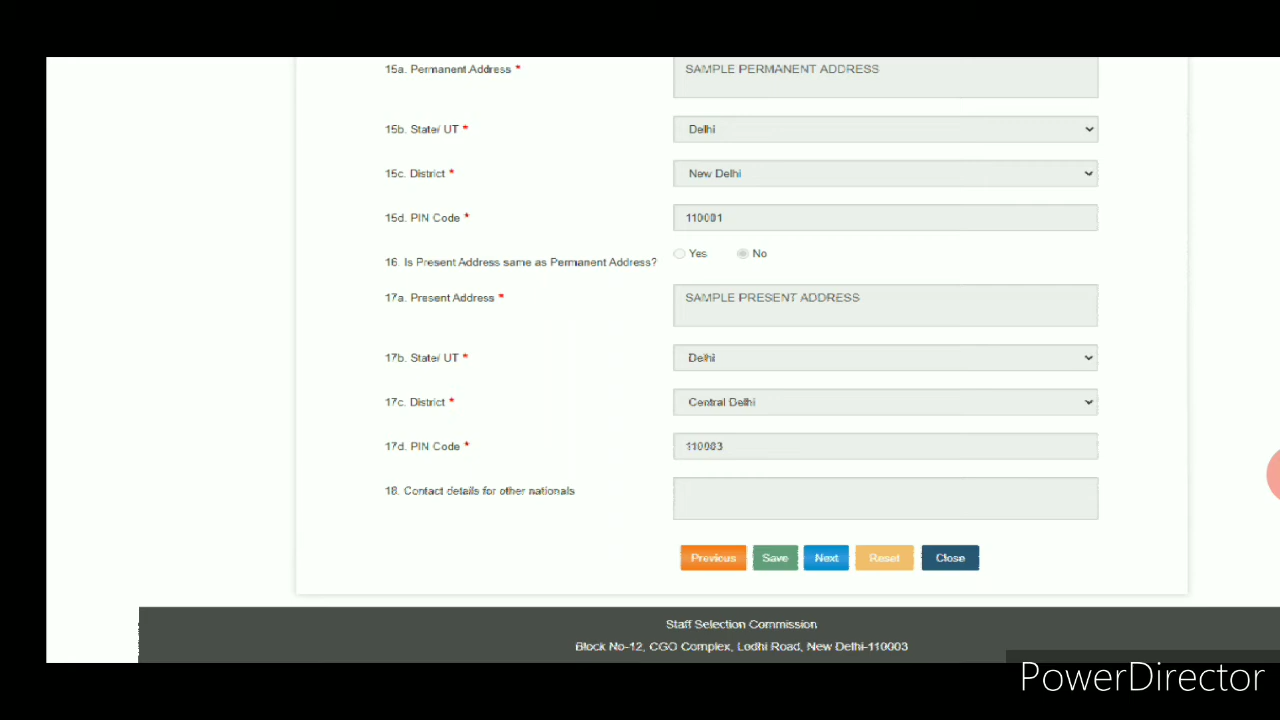 15a. Permanent Address * SAMPLE PERMANENT ADDRESS
15b. State/ UT * Delhi
15c. District * New Delhi
15d. PIN Code * 110001
16. Is Present Address same as Permanent Address? Yes No
17a. Present Address * SAMPLE PRESENT ADDRESS
17b. State/ UT * Delhi
17c. District * Central Delhi
17d. PIN Code * 110003
18. Contact details for other nationals
Previous Save Next Reset Close
Staff Selection Commission
Block No-12, CGO Complex, Lodhi Road, New Delhi-110003
PowerDirector